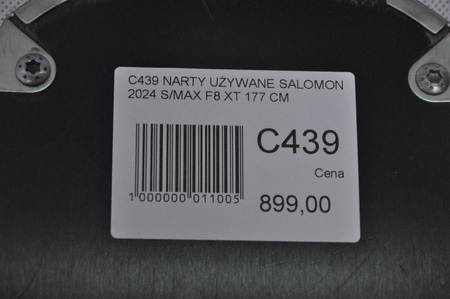 C439 NARTY UŻYWANE SALOMON
2024 S/MAX F8 XT 177 CM
C439
Cena
1 000000 011005
899,00